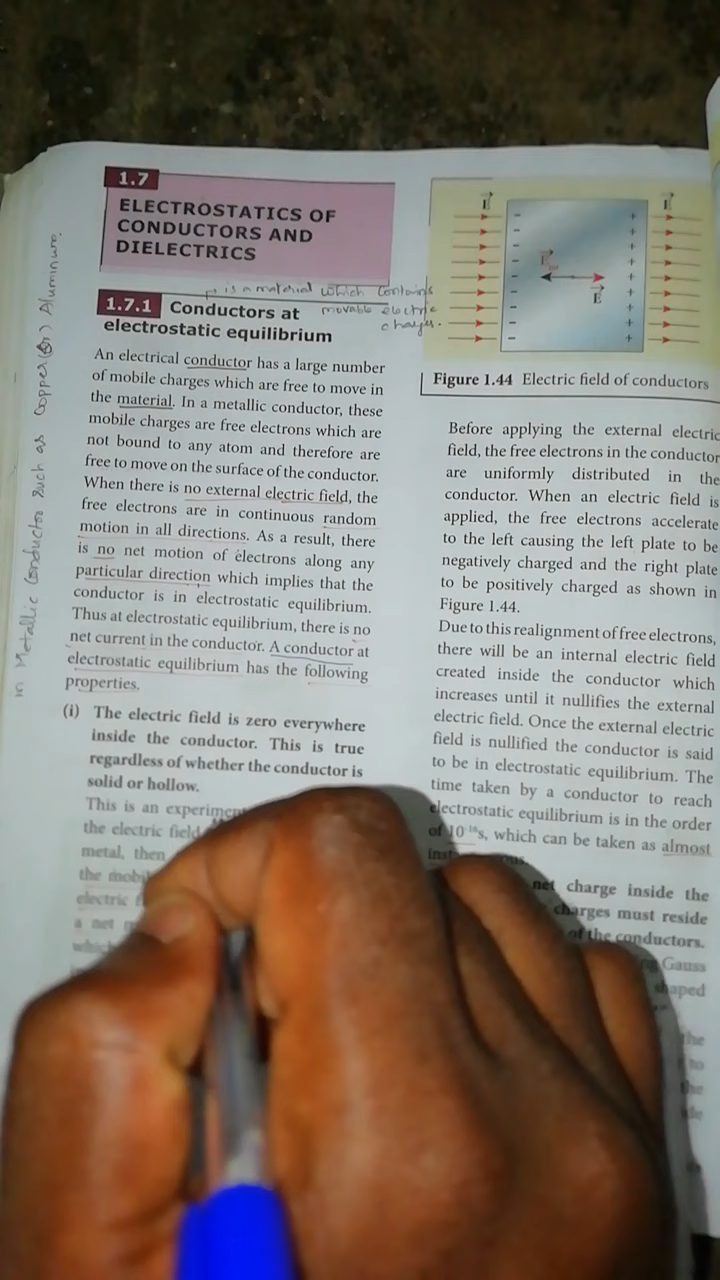 1.7
ELECTROSTATICS OF
CONDUCTORS AND
DIELECTRICS
is a material which contains
movable electric
charges.
1.7.1 Conductors at
electrostatic equilibrium
An electrical conductor has a large number
of mobile charges which are free to move in
the material. In a metallic conductor, these
mobile charges are free electrons which are
not bound to any atom and therefore are
free to move on the surface of the conductor.
When there is no external electric field, the
free electrons are in continuous random
motion in all directions. As a result, there
is no net motion of electrons along any
particular direction which implies that the
conductor is in electrostatic equilibrium.
Thus at electrostatic equilibrium, there is no
net current in the conductor. A conductor at
electrostatic equilibrium has the following
properties.
(i) The electric field is zero everywhere
inside the conductor. This is true
regardless of whether the conductor is
solid or hollow.
This is an
the electric field
metal, then
the
electric
a net
in Metallic Conductor such as Copper (or) Aluminum.
E E
- +
- +
- +
- +
- +
- +
- +
- +
- +
E
Figure 1.44 Electric field of conductors
Before applying the external electric
field, the free electrons in the conductor
are uniformly distributed in the
conductor. When an electric field is
applied, the free electrons accelerate
to the left causing the left plate to be
negatively charged and the right plate
to be positively charged as shown in
Figure 1.44.
Due to this realignment of free electrons,
there will be an internal electric field
created inside the conductor which
increases until it nullifies the external
electric field. Once the external electric
field is nullified the conductor is said
to be in electrostatic equilibrium. The
time taken by a conductor to reach
electrostatic equilibrium is in the order
of 10⁻¹⁶s, which can be taken as almost
net charge inside the
charges must reside
of the conductors.
Gauss
shaped
the
to
the